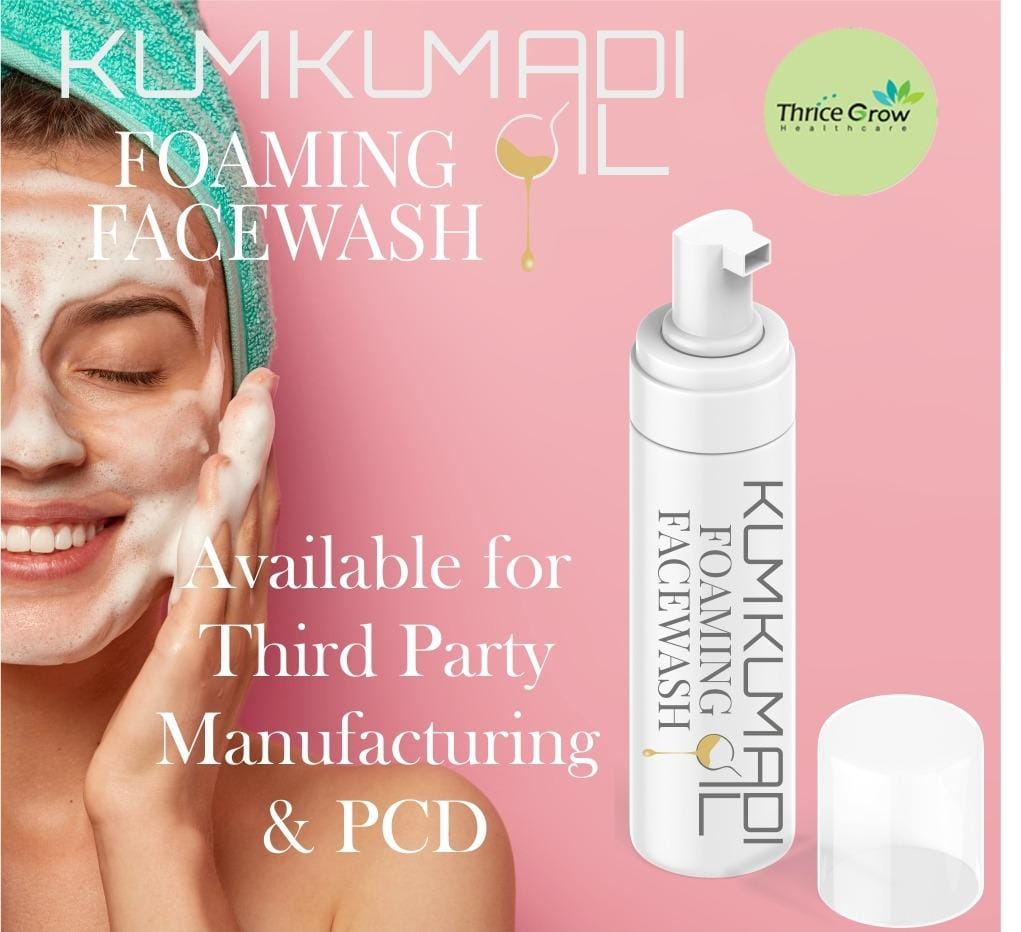 KUMKUMADI
OIL
FOAMING
FACEWASH
Thrice Grow
Healthcare
Available for
Third Party
Manufacturing
& PCD
KUMKUMADI
OIL
FOAMING
FACEWASH